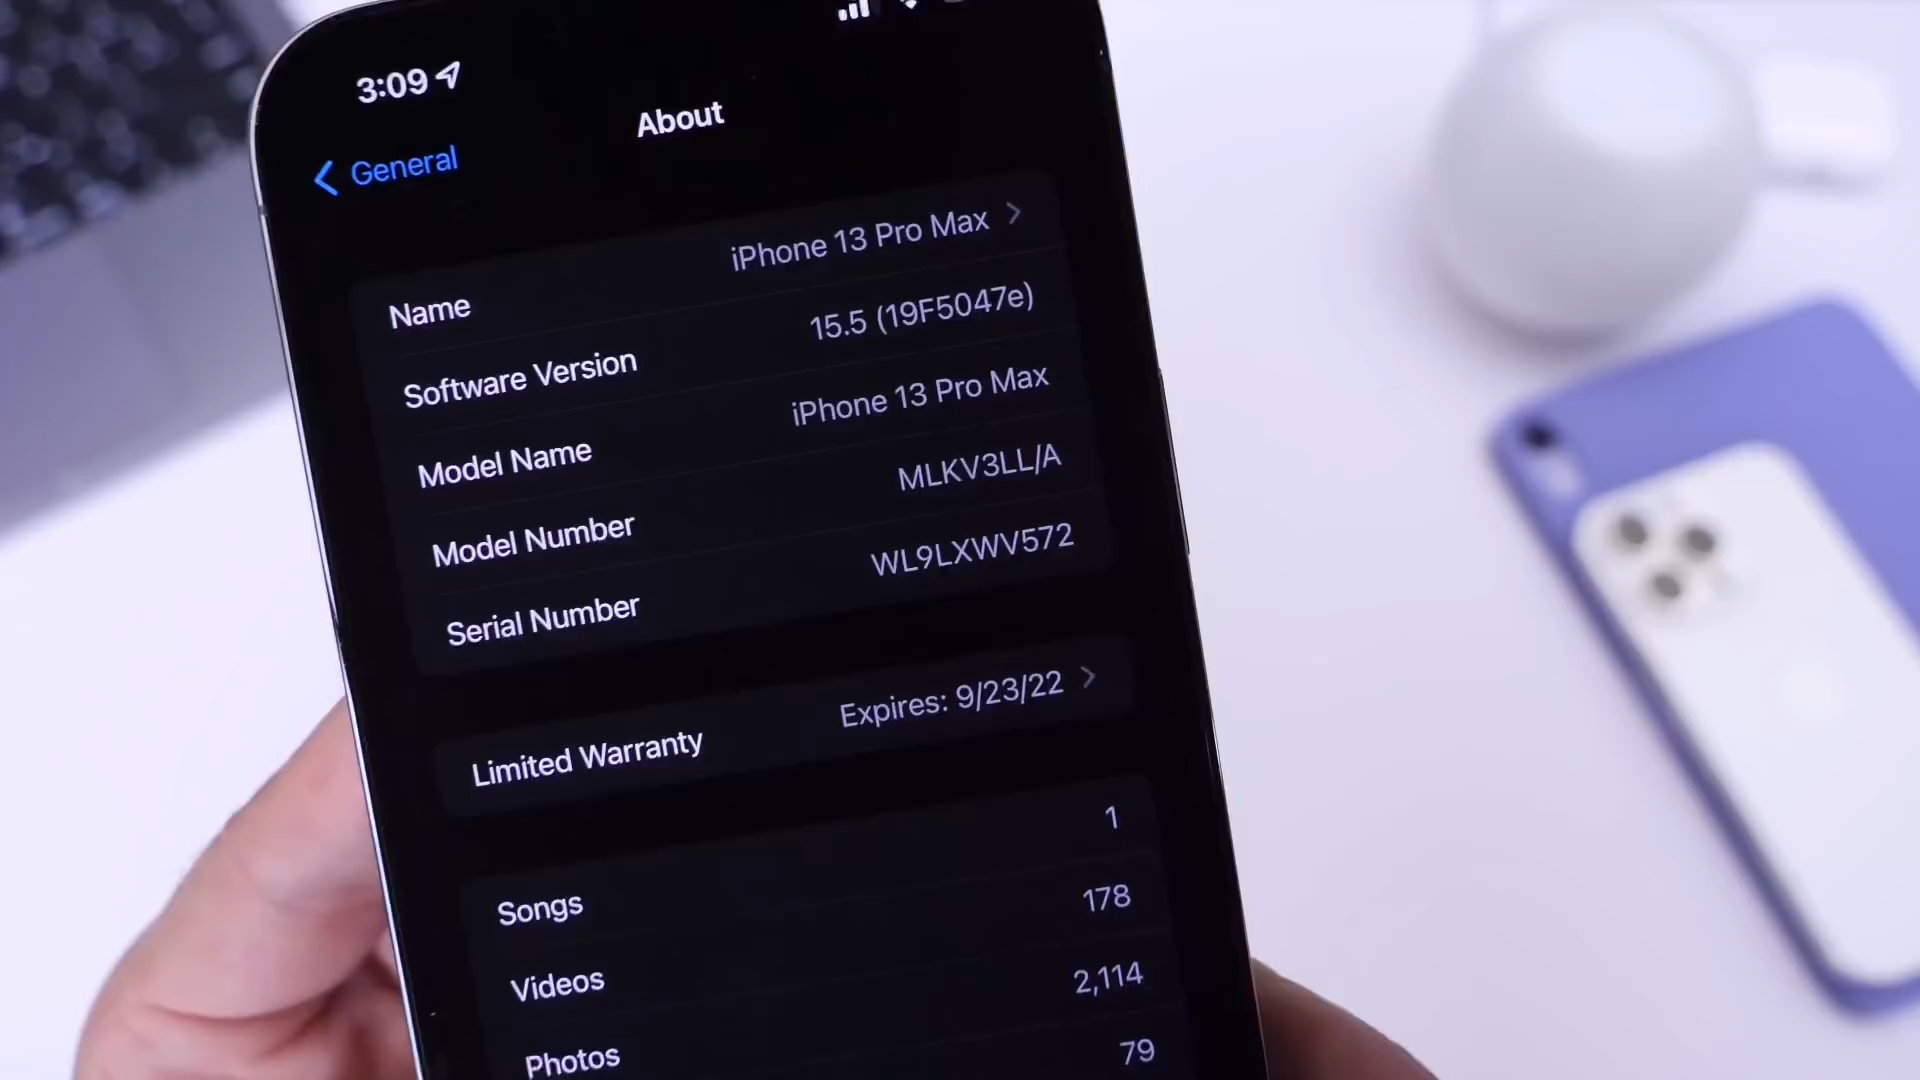 3:09
About
General
Name iPhone 13 Pro Max
Software Version 15.5 (19F5047e)
Model Name iPhone 13 Pro Max
Model Number MLKV3LL/A
Serial Number WL9LXWV572
Limited Warranty Expires: 9/23/22
Songs 1
Videos 178
Photos 2,114
79